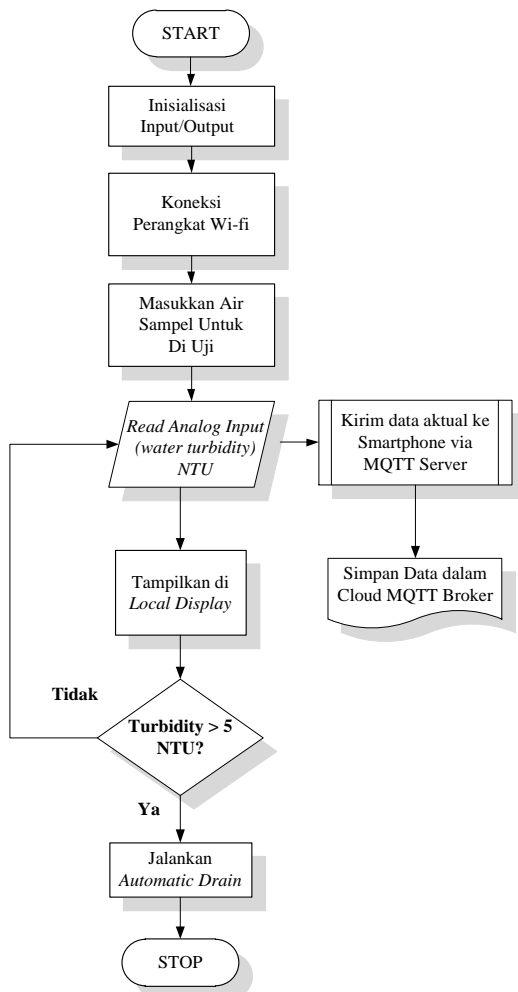 START
Inisialisasi
Input/Output
Koneksi
Perangkat Wi-fi
Masukkan Air
Sampel Untuk
Di Uji
Read Analog Input
(water turbidity)
NTU
Kirim data aktual ke
Smartphone via
MQTT Server
Simpan Data dalam
Cloud MQTT Broker
Tampilkan di
Local Display
Tidak
Turbidity > 5
NTU?
Ya
Jalankan
Automatic Drain
STOP